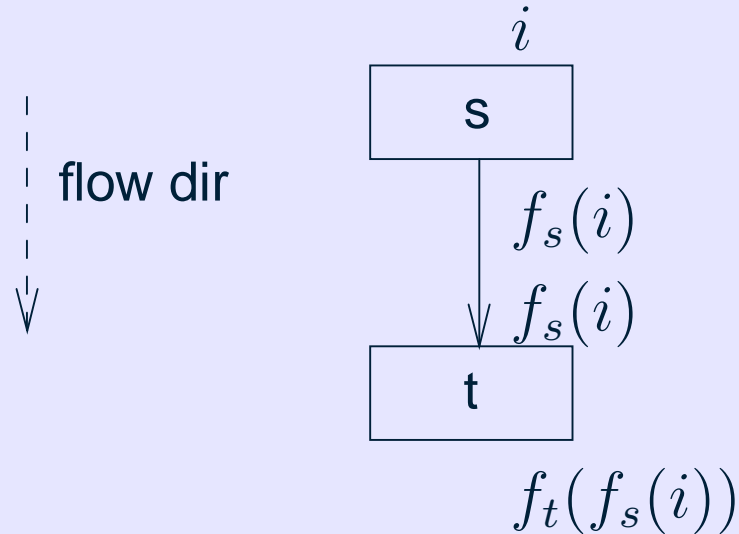 i
s
flow dir
f_s(i)
f_s(i)
t
f_t(f_s(i))